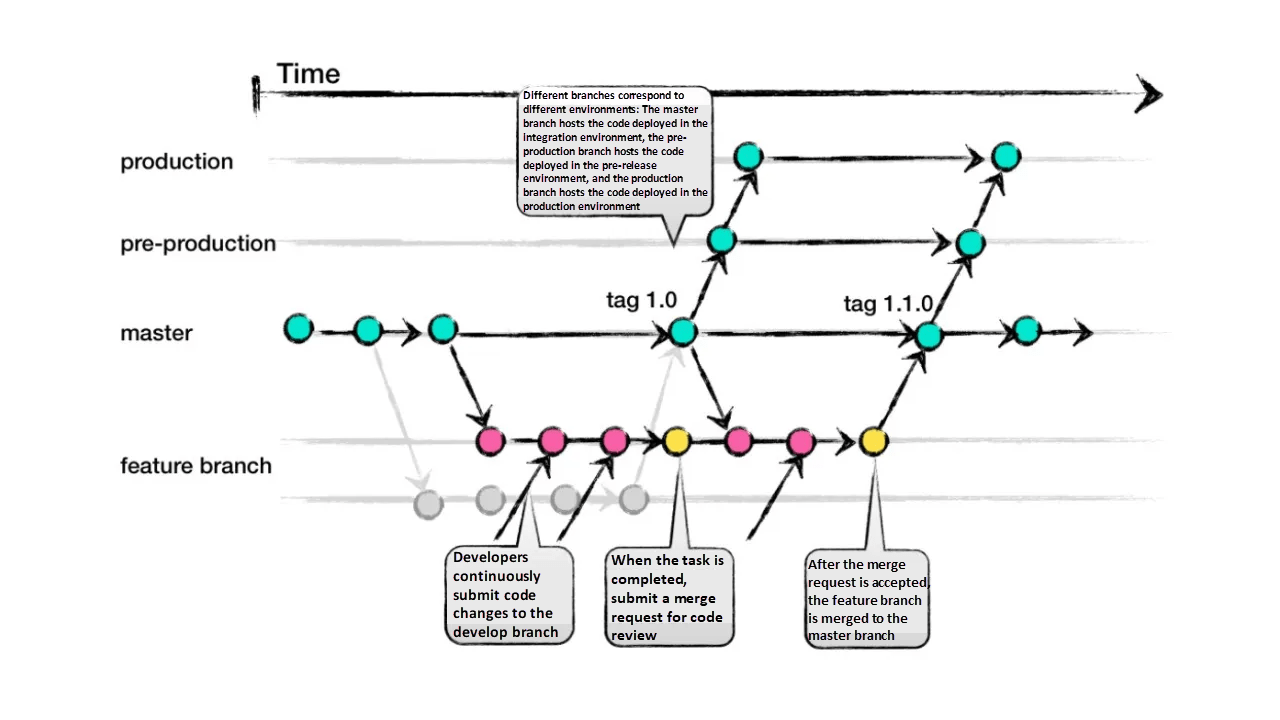 Time
Different branches correspond to
different environments: The master
branch hosts the code deployed in the
integration environment, the pre-
production branch hosts the code
deployed in the pre-release
environment, and the production
branch hosts the code deployed in the
production environment
production
pre-production
tag 1.0
tag 1.1.0
master
feature branch
Developers
continuously
submit code
changes to the
develop branch
When the task is
completed,
submit a merge
request for code
review
After the merge
request is accepted,
the feature branch
is merged to the
master branch